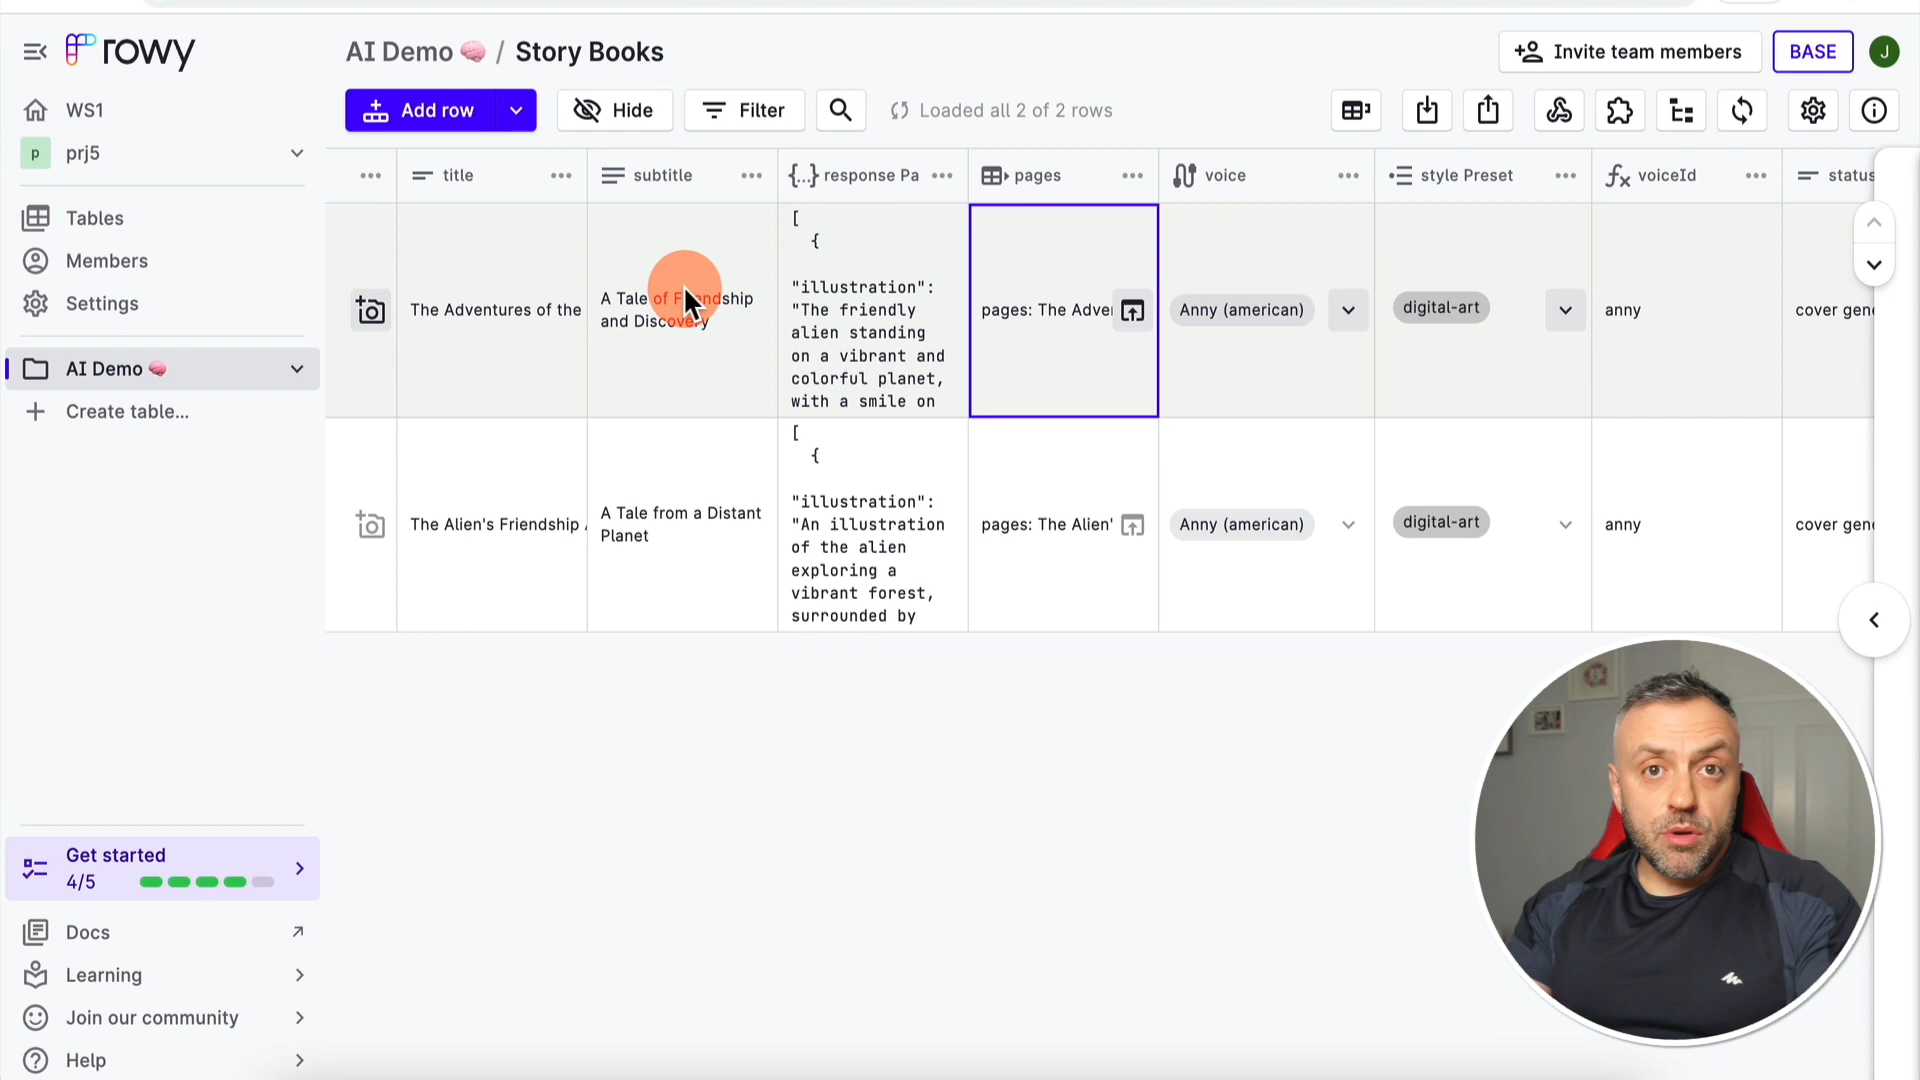 rowy
AI Demo 🧠 / Story Books
Invite team members
BASE
J
WS1
p prj5
Add row
Hide
Filter
Loaded all 2 of 2 rows
title
subtitle
{...} response Pa
pages
voice
style Preset
fx voiceId
status
Tables
Members
Settings
AI Demo 🧠
Create table...
The Adventures of the
A Tale of Friendship
and Discovery
[
{
"illustration":
"The friendly
alien standing
on a vibrant and
colorful planet,
with a smile on
pages: The Adve
Anny (american)
digital-art
anny
cover gene
The Alien's Friendship
A Tale from a Distant
Planet
[
{
"illustration":
"An illustration
of the alien
exploring a
vibrant forest,
surrounded by
pages: The Alien'
Anny (american)
digital-art
anny
cover gene
Get started
4/5
Docs
Learning
Join our community
Help